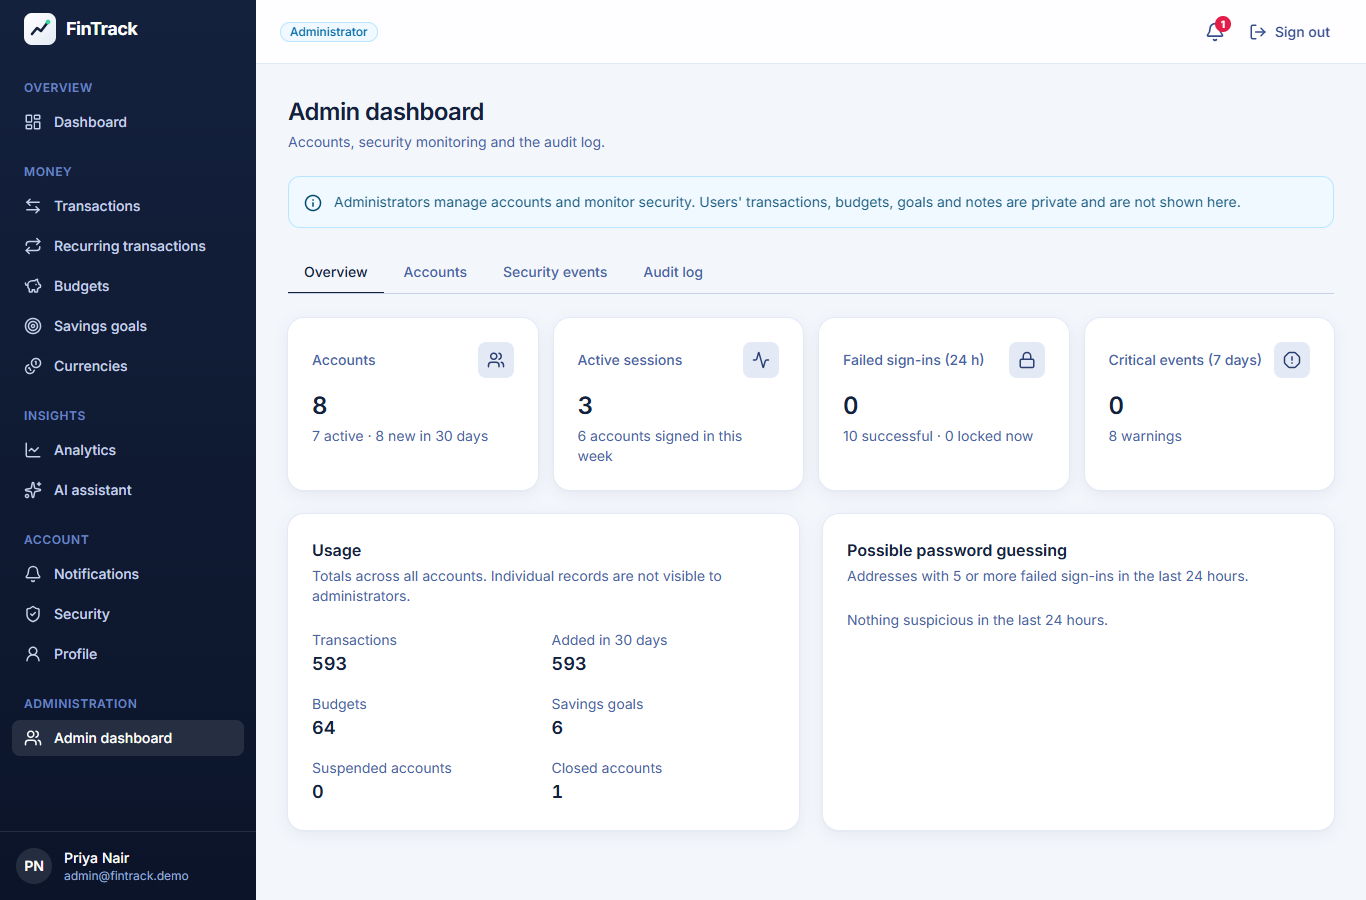 FinTrack
OVERVIEW
Dashboard
MONEY
Transactions
Recurring transactions
Budgets
Savings goals
Currencies
INSIGHTS
Analytics
AI assistant
ACCOUNT
Notifications
Security
Profile
ADMINISTRATION
Admin dashboard
PN
Priya Nair
admin@fintrack.demo
Administrator
1
Sign out
Admin dashboard
Accounts, security monitoring and the audit log.
Administrators manage accounts and monitor security. Users' transactions, budgets, goals and notes are private and are not shown here.
Overview
Accounts
Security events
Audit log
Accounts
8
7 active · 8 new in 30 days
Active sessions
3
6 accounts signed in this
week
Failed sign-ins (24 h)
0
10 successful · 0 locked now
Critical events (7 days)
0
8 warnings
Usage
Totals across all accounts. Individual records are not visible to
administrators.
Transactions
593
Added in 30 days
593
Budgets
64
Savings goals
6
Suspended accounts
0
Closed accounts
1
Possible password guessing
Addresses with 5 or more failed sign-ins in the last 24 hours.
Nothing suspicious in the last 24 hours.